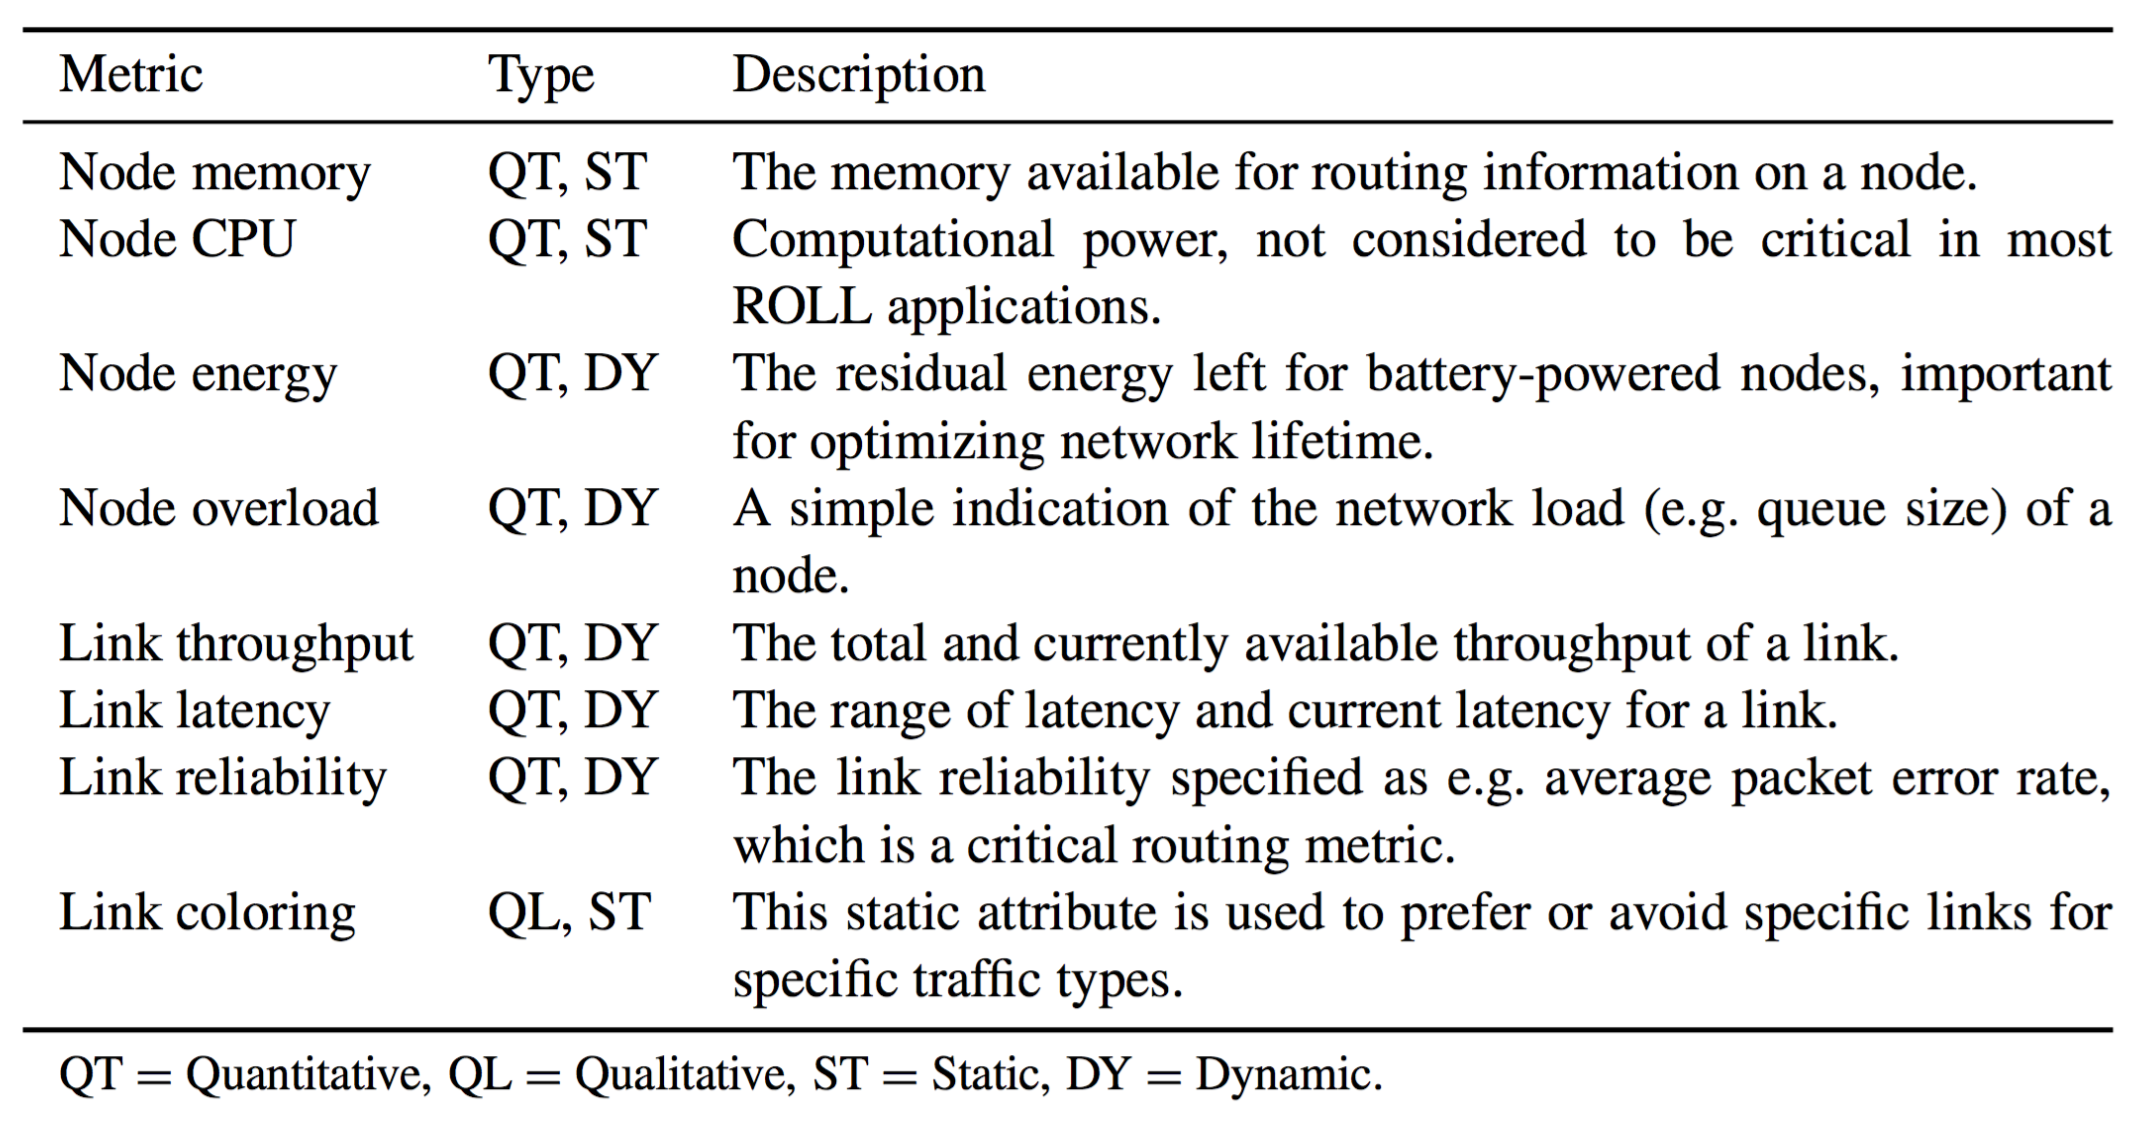 Metric Type Description
Node memory QT, ST The memory available for routing information on a node.
Node CPU QT, ST Computational power, not considered to be critical in most
ROLL applications.
Node energy QT, DY The residual energy left for battery-powered nodes, important
for optimizing network lifetime.
Node overload QT, DY A simple indication of the network load (e.g. queue size) of a
node.
Link throughput QT, DY The total and currently available throughput of a link.
Link latency QT, DY The range of latency and current latency for a link.
Link reliability QT, DY The link reliability specified as e.g. average packet error rate,
which is a critical routing metric.
Link coloring QL, ST This static attribute is used to prefer or avoid specific links for
specific traffic types.
QT = Quantitative, QL = Qualitative, ST = Static, DY = Dynamic.